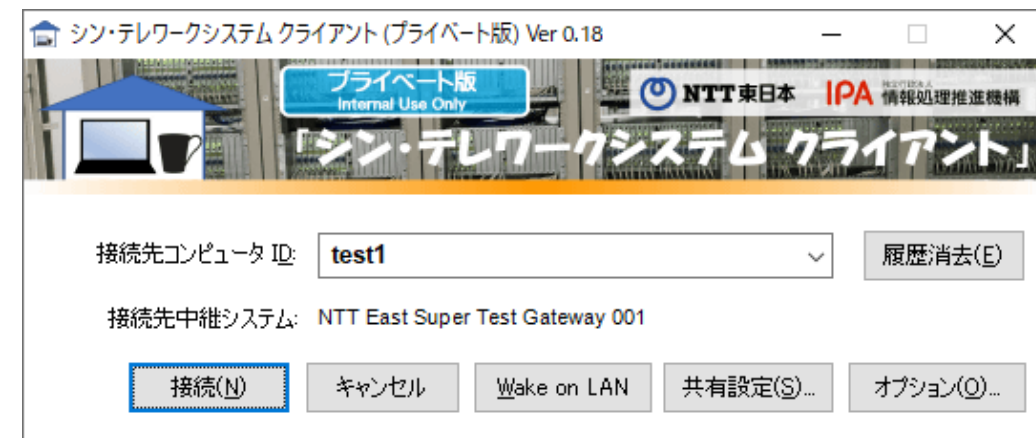 シン・テレワークシステム クライアント (プライベート版) Ver 0.18
プライベート版
Internal Use Only
NTT東日本
IPA 独立行政法人 情報処理推進機構
「シン・テレワークシステム クライアント」
接続先コンピュータ ID: test1 履歴消去(E)
接続先中継システム: NTT East Super Test Gateway 001
接続(N) キャンセル Wake on LAN 共有設定(S)... オプション(O)...